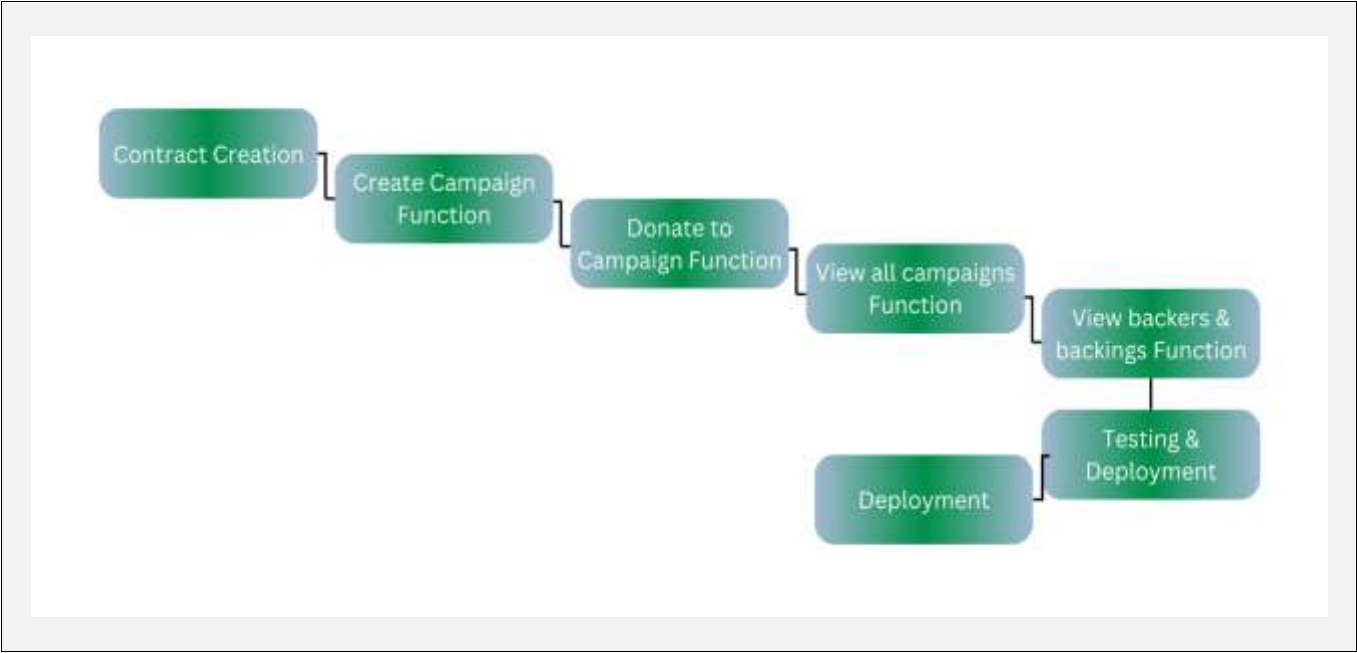 Contract Creation
Create Campaign
Function
Donate to
Campaign Function
View all campaigns
Function
View backers &
backings Function
Testing &
Deployment
Deployment